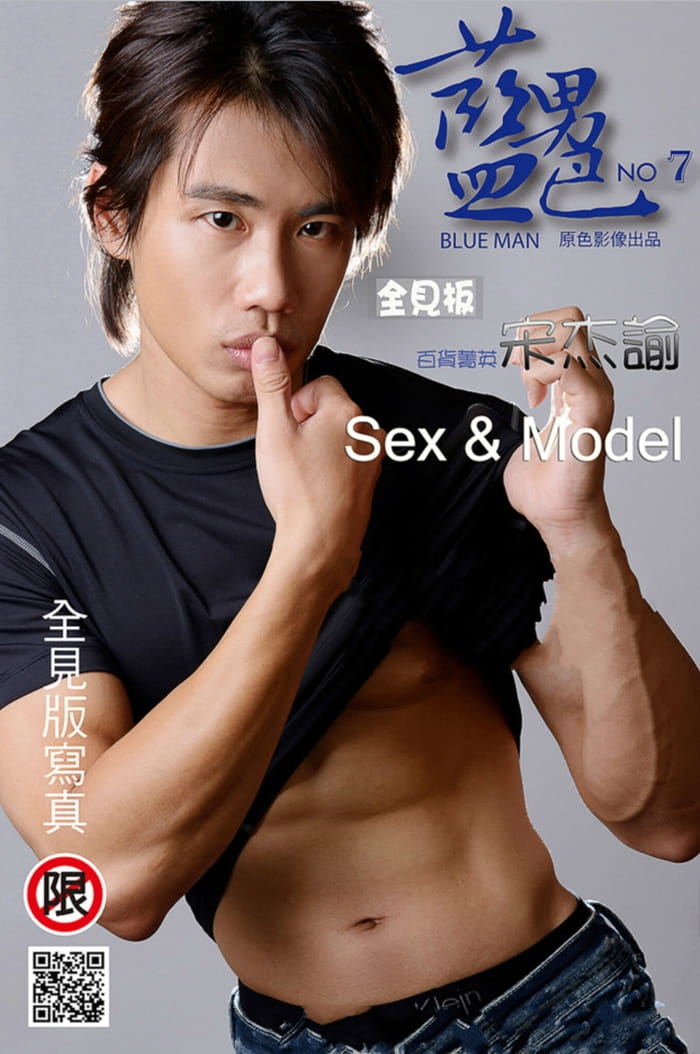 藍男色
NO 7
BLUE MAN 原色影像出品
全見板
百貨菁英 宋杰諭
Sex & Model
全見版寫真
限
Klein